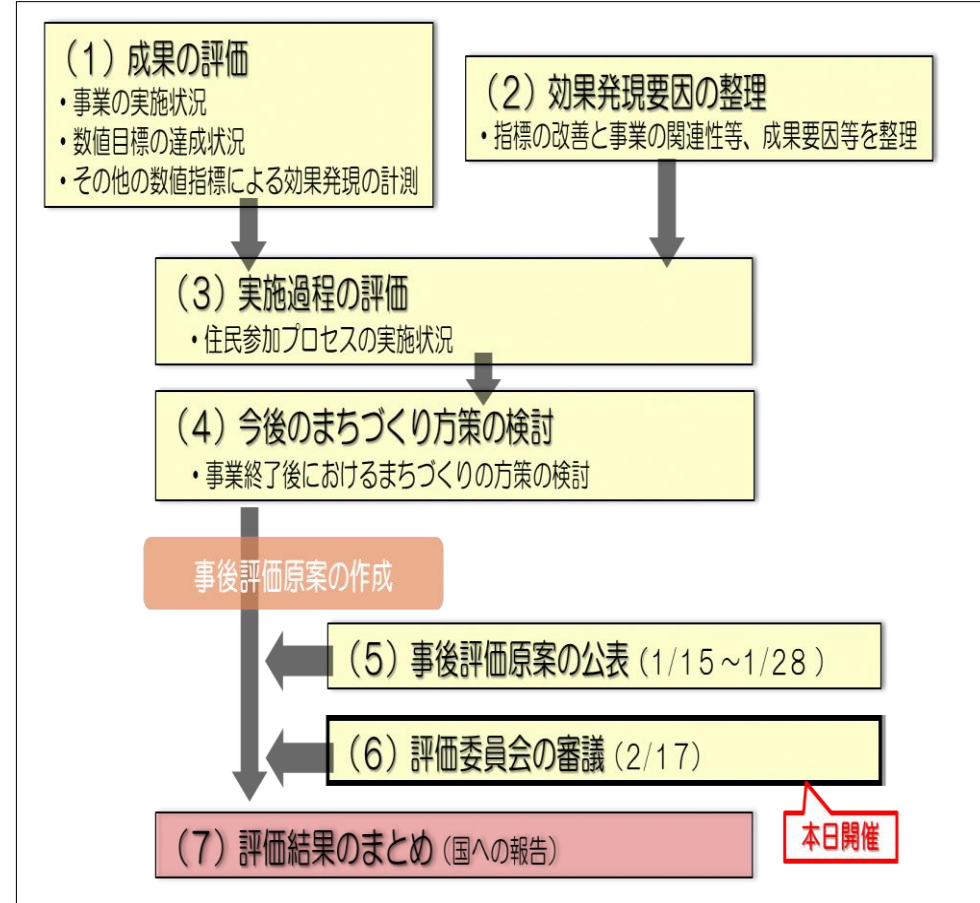 (1)成果の評価
・事業の実施状況
・数値目標の達成状況
・その他の数値指標による効果発現の計測
(2)効果発現要因の整理
・指標の改善と事業の関連性等、成果要因等を整理
(3)実施過程の評価
・住民参加プロセスの実施状況
(4)今後のまちづくり方策の検討
・事業終了後におけるまちづくりの方策の検討
事後評価原案の作成
(5)事後評価原案の公表(1/15~1/28)
(6)評価委員会の審議(2/17)
本日開催
(7)評価結果のまとめ(国への報告)